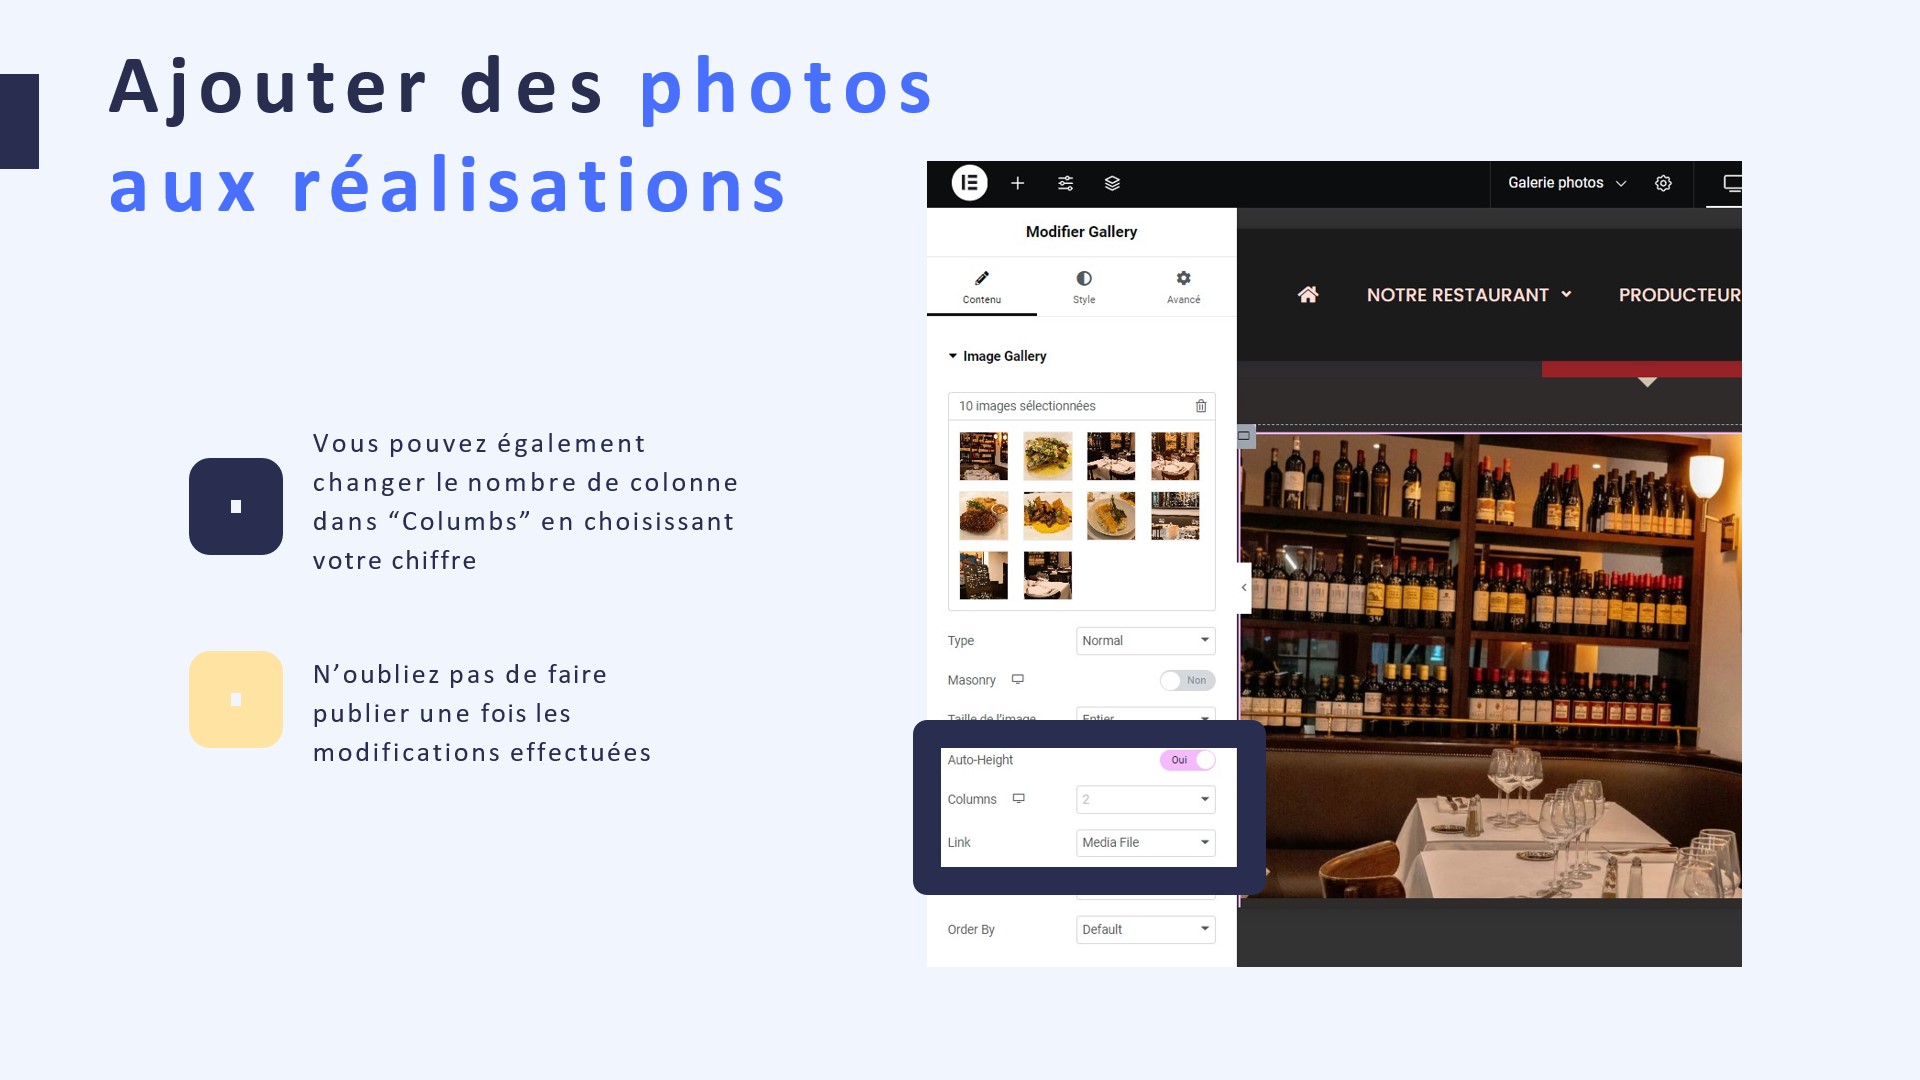 Ajouter des photos
aux réalisations
Vous pouvez également
changer le nombre de colonne
dans “Columbs” en choisissant
votre chiffre
N’oubliez pas de faire
publier une fois les
modifications effectuées
Galerie photos
Modifier Gallery
Contenu Style Avancé
NOTRE RESTAURANT PRODUCTEUR
Image Gallery
10 images sélectionnées
Type Normal
Masonry Non
Taille de l'image Entier
Auto-Height Oui
Columns 2
Link Media File
Order By Default